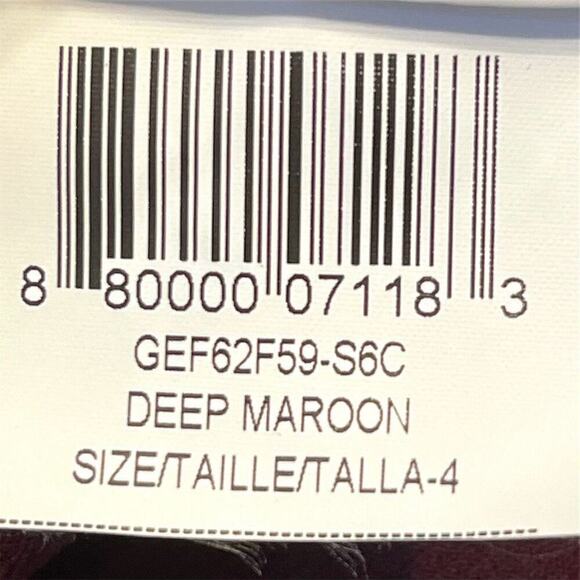 8 80000 07118 3
GEF62F59-S6C
DEEP MAROON
SIZE/TAILLE/TALLA-4